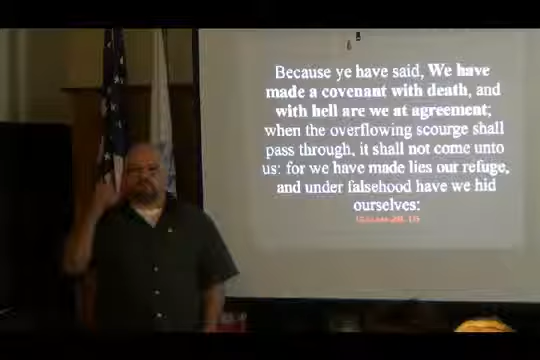 Because ye have said, We have
made a covenant with death, and
with hell are we at agreement;
when the overflowing scourge shall
pass through, it shall not come unto
us: for we have made lies our refuge,
and under falsehood have we hid
ourselves: